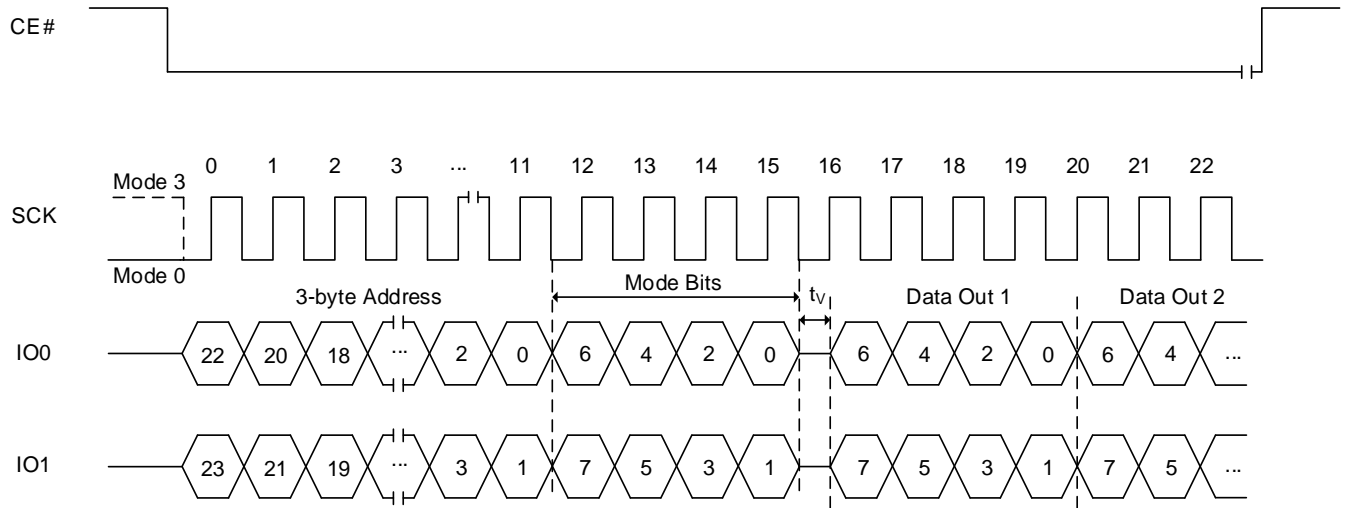 CE#
0 1 2 3 ... 11 12 13 14 15 16 17 18 19 20 21 22
Mode 3
SCK
Mode 0
3-byte Address Mode Bits tV Data Out 1 Data Out 2
IO0 22 20 18 ... 2 0 6 4 2 0 6 4 2 0 6 4 ...
IO1 23 21 19 ... 3 1 7 5 3 1 7 5 3 1 7 5 ...